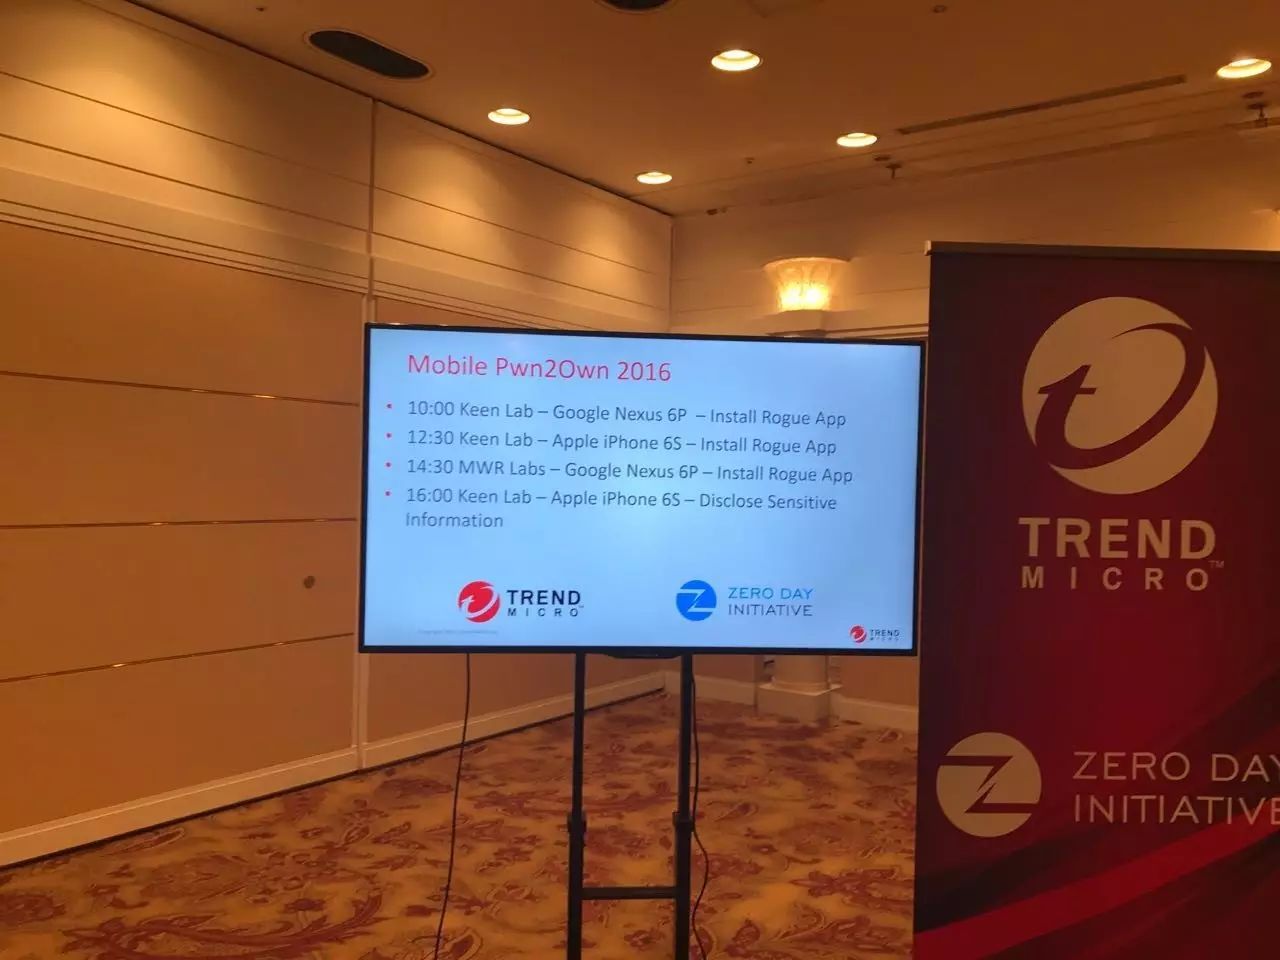 Mobile Pwn2Own 2016
• 10:00 Keen Lab – Google Nexus 6P – Install Rogue App
• 12:30 Keen Lab – Apple iPhone 6S – Install Rogue App
• 14:30 MWR Labs – Google Nexus 6P – Install Rogue App
• 16:00 Keen Lab – Apple iPhone 6S – Disclose Sensitive
Information
TREND
MICRO
ZERO DAY
INITIATIVE
TREND
MICRO
TREND
MICRO™
ZERO DAY
INITIATIVE